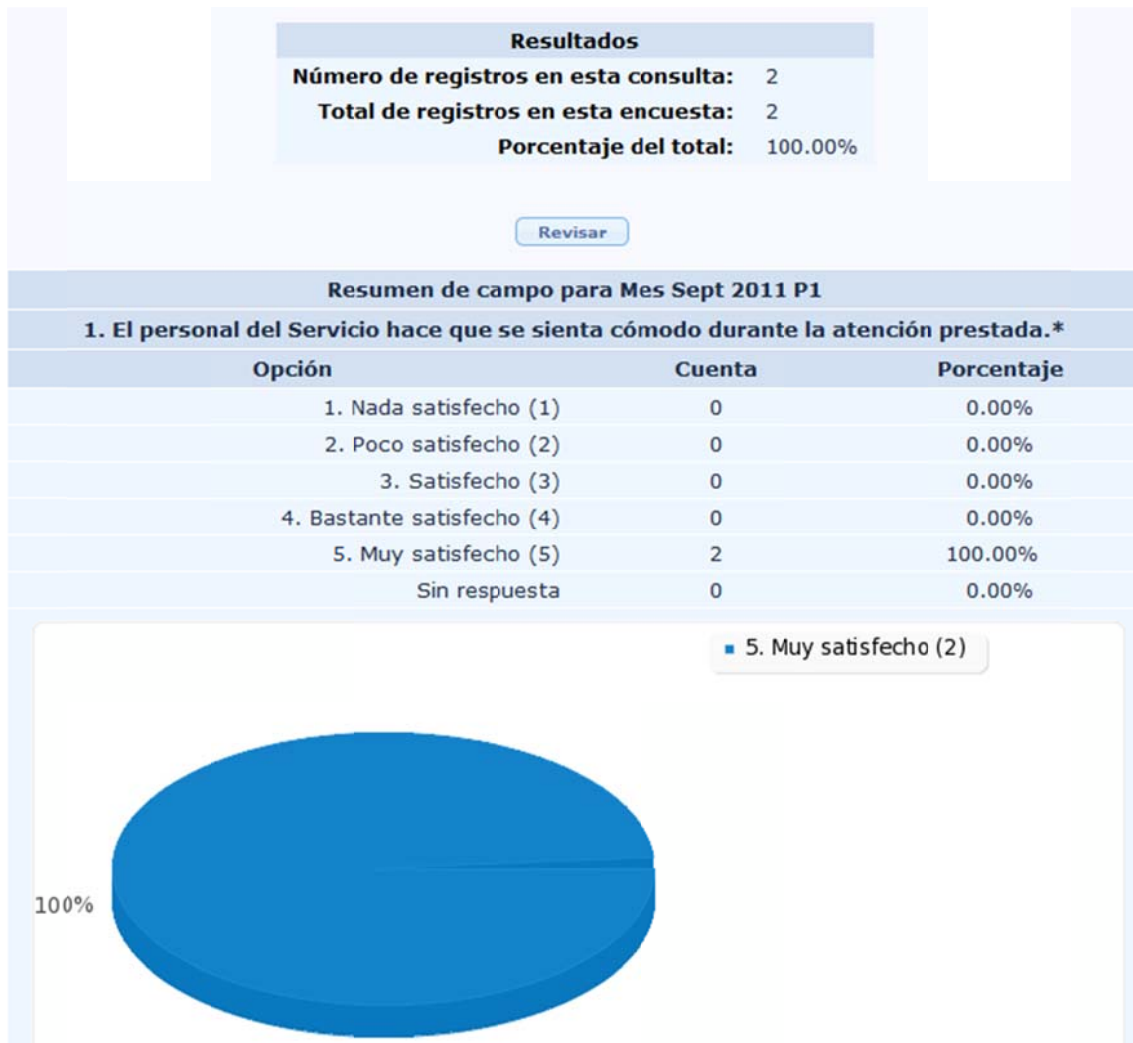 Resultados
Número de registros en esta consulta: 2
Total de registros en esta encuesta: 2
Porcentaje del total: 100.00%
Revisar
Resumen de campo para Mes Sept 2011 P1
1. El personal del Servicio hace que se sienta cómodo durante la atención prestada.*
Opción Cuenta Porcentaje
1. Nada satisfecho (1) 0 0.00%
2. Poco satisfecho (2) 0 0.00%
3. Satisfecho (3) 0 0.00%
4. Bastante satisfecho (4) 0 0.00%
5. Muy satisfecho (5) 2 100.00%
Sin respuesta 0 0.00%
5. Muy satisfecho (2)
100%